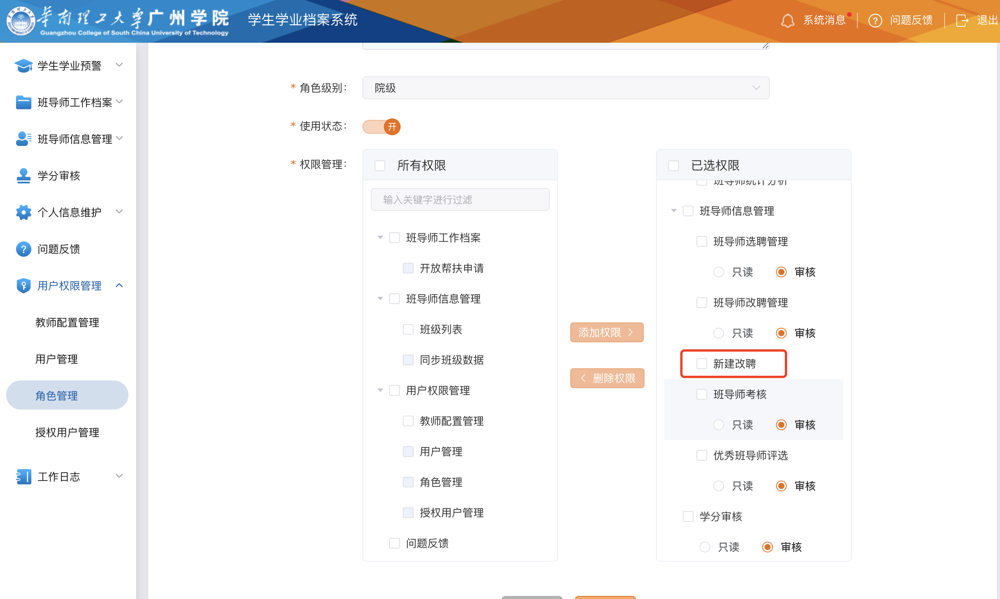 华南理工大学广州学院
Guangzhou College of South China University of Technology
学生学业档案系统
系统消息
问题反馈
退出
学生学业预警
班导师工作档案
班导师信息管理
学分审核
个人信息维护
问题反馈
用户权限管理
教师配置管理
用户管理
角色管理
授权用户管理
工作日志
* 角色级别：
院级
* 使用状态：
开
* 权限管理：
所有权限
输入关键字进行过滤
班导师工作档案
开放帮扶申请
班导师信息管理
班级列表
同步班级数据
用户权限管理
教师配置管理
用户管理
角色管理
授权用户管理
问题反馈
添加权限
删除权限
已选权限
班导师统计分析
班导师信息管理
班导师选聘管理
只读 审核
班导师改聘管理
只读 审核
新建改聘
班导师考核
只读 审核
优秀班导师评选
只读 审核
学分审核
只读 审核